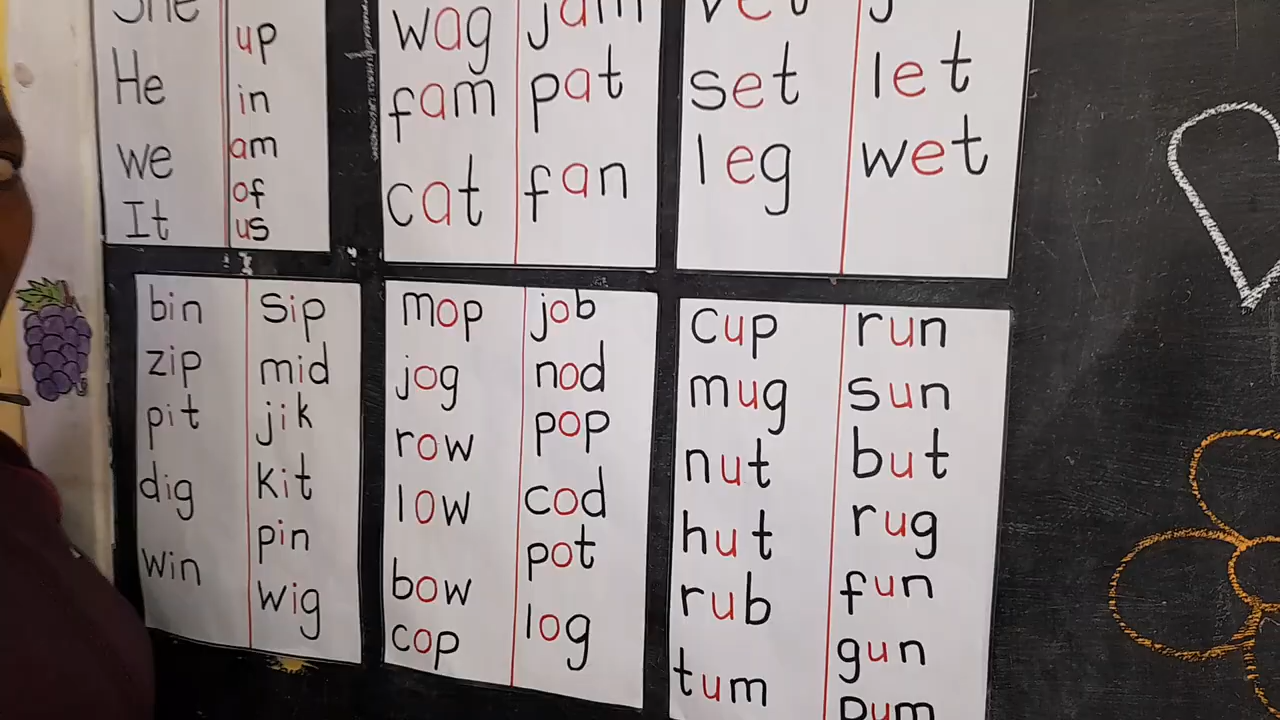 She
He
we
It
up
in
am
of
us
wag
fam
cat
jam
pat
fan
set
leg
let
wet
bin
zip
pit
dig
win
sip
mid
jik
kit
pin
wig
mop
jog
row
low
bow
cop
job
nod
pop
cod
pot
log
cup
mug
nut
hut
rub
tum
run
sun
but
rug
fun
gun